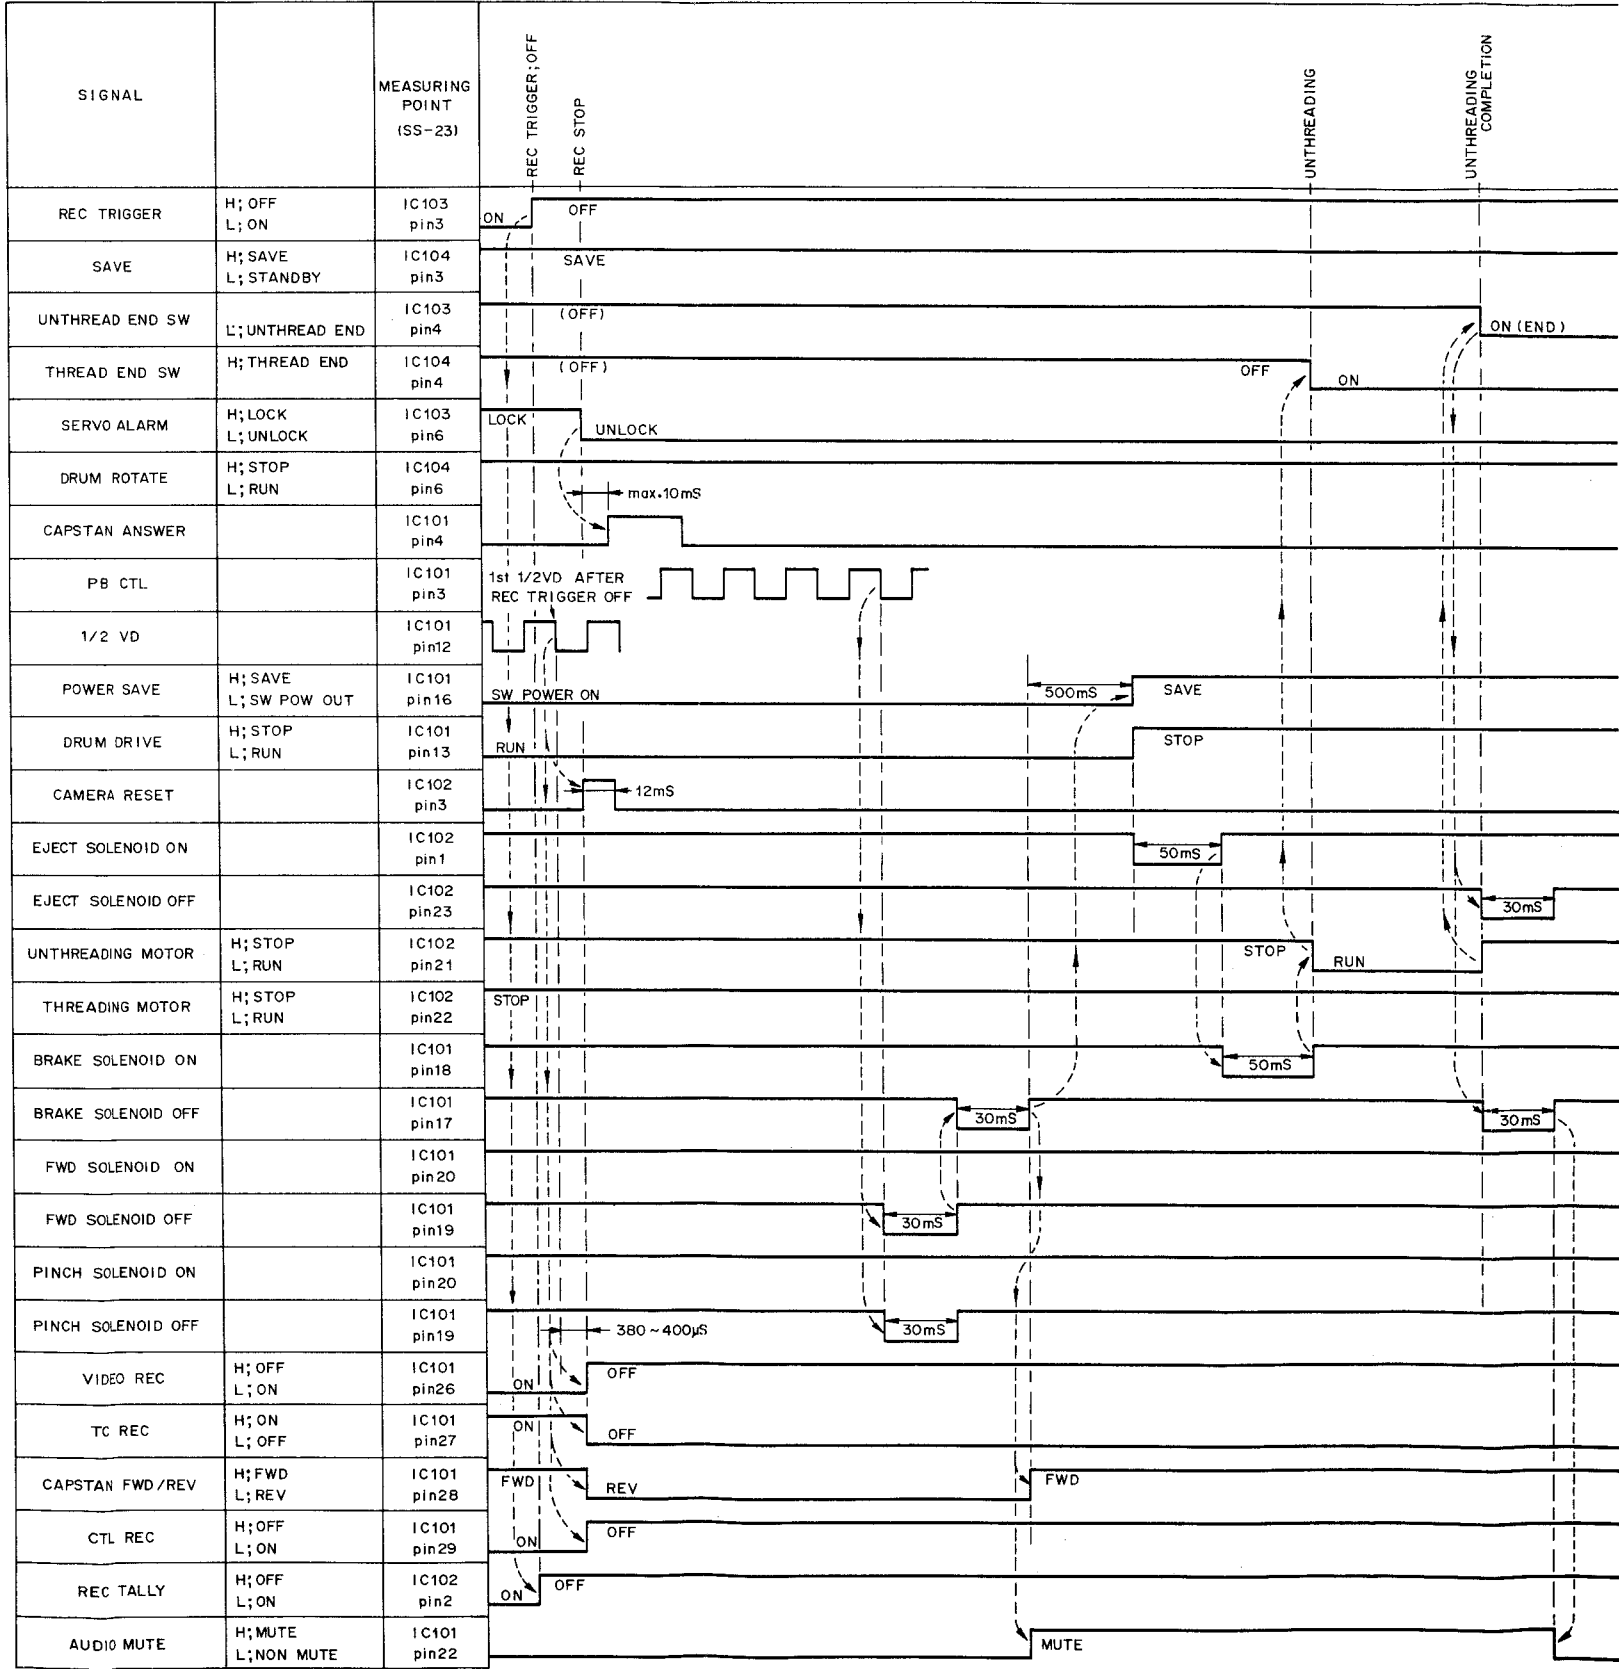 SIGNAL
MEASURING
POINT
(SS-23)
REC TRIGGER;OFF
REC STOP
UNTHREADING
UNTHREADING
COMPLETION
REC TRIGGER
H;OFF
L;ON
IC103
pin3
ON
OFF
SAVE
H;SAVE
L;STANDBY
IC104
pin3
SAVE
UNTHREAD END SW
L;UNTHREAD END
IC103
pin4
(OFF)
ON (END)
THREAD END SW
H;THREAD END
IC104
pin4
(OFF)
OFF
ON
SERVO ALARM
H;LOCK
L;UNLOCK
IC103
pin6
LOCK
UNLOCK
DRUM ROTATE
H;STOP
L;RUN
IC104
pin6
max.10mS
CAPSTAN ANSWER
IC101
pin4
PB CTL
IC101
pin3
1st 1/2VD AFTER
REC TRIGGER OFF
1/2 VD
IC101
pin12
POWER SAVE
H;SAVE
L;SW POW OUT
IC101
pin16
SW POWER ON
500mS
SAVE
DRUM DRIVE
H;STOP
L;RUN
IC101
pin13
RUN
STOP
CAMERA RESET
IC102
pin3
12mS
EJECT SOLENOID ON
IC102
pin1
50mS
EJECT SOLENOID OFF
IC102
pin23
30mS
UNTHREADING MOTOR
H;STOP
L;RUN
IC102
pin21
STOP
RUN
THREADING MOTOR
H;STOP
L;RUN
IC102
pin22
STOP
BRAKE SOLENOID ON
IC101
pin18
50mS
BRAKE SOLENOID OFF
IC101
pin17
30mS
30mS
FWD SOLENOID ON
IC101
pin20
FWD SOLENOID OFF
IC101
pin19
30mS
PINCH SOLENOID ON
IC101
pin20
PINCH SOLENOID OFF
IC101
pin19
30mS
380~400μS
VIDEO REC
H;OFF
L;ON
IC101
pin26
ON
OFF
TC REC
H;ON
L;OFF
IC101
pin27
ON
OFF
CAPSTAN FWD/REV
H;FWD
L;REV
IC101
pin28
FWD
REV
FWD
CTL REC
H;OFF
L;ON
IC101
pin29
ON
OFF
REC TALLY
H;OFF
L;ON
IC102
pin2
ON
OFF
AUDIO MUTE
H;MUTE
L;NON MUTE
IC101
pin22
MUTE